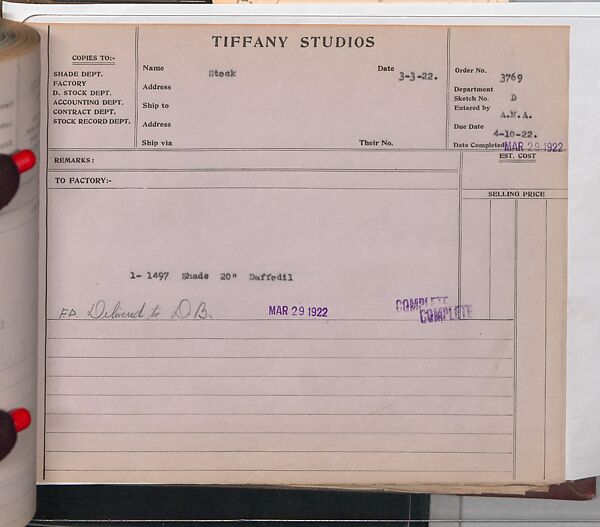 TIFFANY STUDIOS
COPIES TO:-
SHADE DEPT.
FACTORY
D. STOCK DEPT.
ACCOUNTING DEPT.
CONTRACT DEPT.
STOCK RECORD DEPT.
Name Stock
Date 3-3-22.
Address
Ship to
Address
Ship via
Their No.
Order No. 3769
Department
Sketch No. D
Entered by A.M.A.
Due Date 4-10-22.
Date Completed MAR 29 1922
REMARKS:
EST. COST
TO FACTORY:-
SELLING PRICE
1- 1497 Shade 20" Daffodil
E.D. Delivered to D.B. MAR 29 1922
COMPLETE
COMPLETE